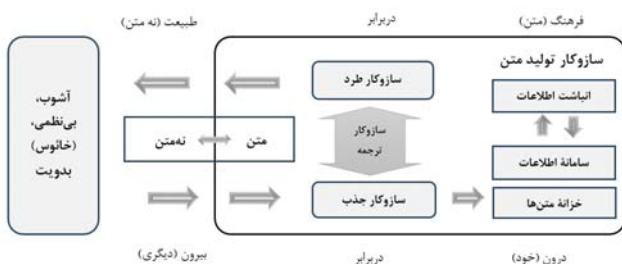 فرهنگ (متن)
دربرابر
طبیعت (نه متن)
سازوکار تولید متن
انباشت اطلاعات
سامانهٔ اطلاعات
خزانهٔ متن‌ها
سازوکار طرد
سازوکار
ترجمه
سازوکار جذب
متن
نه‌متن
آشوب،
بی‌نظمی،
(خائوس)
بدویت
درون (خود)
دربرابر
بیرون (دیگری)